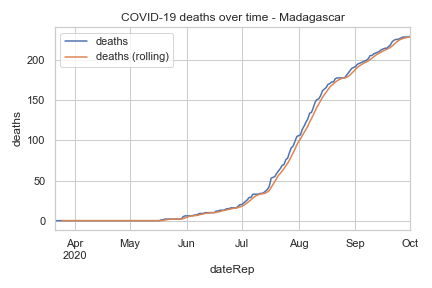 COVID-19 deaths over time - Madagascar
deaths
deaths (rolling)
200
150
100
50
0
deaths
Apr May Jun Jul Aug Sep Oct
2020
dateRep